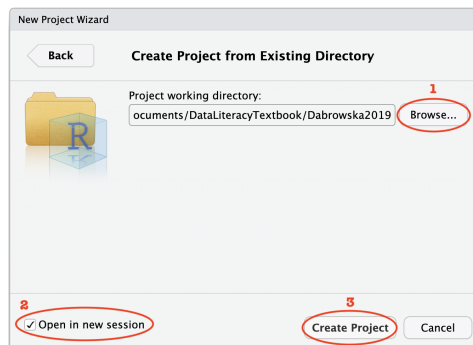 New Project Wizard
Back
Create Project from Existing Directory
1
Project working directory:
ocuments/DataLiteracyTextbook/Dabrowska2019
Browse...
R
2
3
Open in new session
Create Project
Cancel